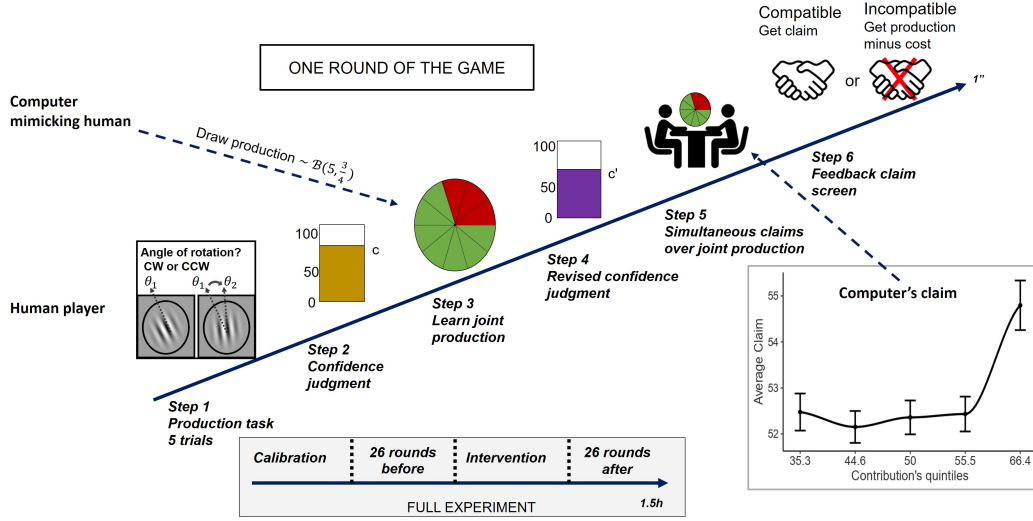 Compatible
Get claim
Incompatible
Get production
minus cost
or
1”
ONE ROUND OF THE GAME
Computer
mimicking human
Draw production ~ ℬ(5, 3/4)
100
50
0
c'
Step 6
Feedback claim
screen
Step 5
Simultaneous claims
over joint production
Step 4
Revised confidence
judgment
Angle of rotation?
CW or CCW
θ₁
θ₁
θ₂
100
50
0
c
Human player
Step 3
Learn joint
production
Step 2
Confidence
judgment
Step 1
Production task
5 trials
Computer's claim
Average Claim
55
54
53
52
35.3
44.6
50
55.5
66.4
Contribution's quintiles
Calibration
26 rounds
before
Intervention
26 rounds
after
FULL EXPERIMENT
1.5h